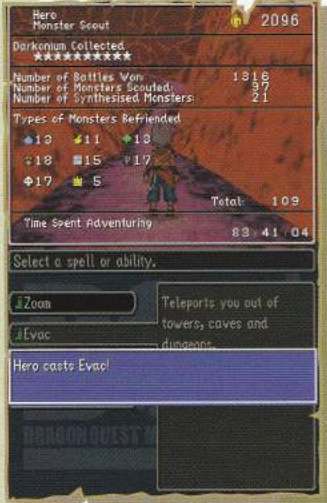 Hero
Monster Scout
2096
Darkonium Collected
★★★★★★★★★★
Number of Battles Won: 1316
Number of Monsters Scouted: 97
Number of Synthesised Monsters: 21
Types of Monsters Befriended
13 11 13
18 15 17
17 5
Total: 109
Time Spent Adventuring
83:41:04
Select a spell or ability.
Zoom
Evac
Teleports you out of
towers, caves and
dungeons.
Hero casts Evac!
DRAGON QUEST M